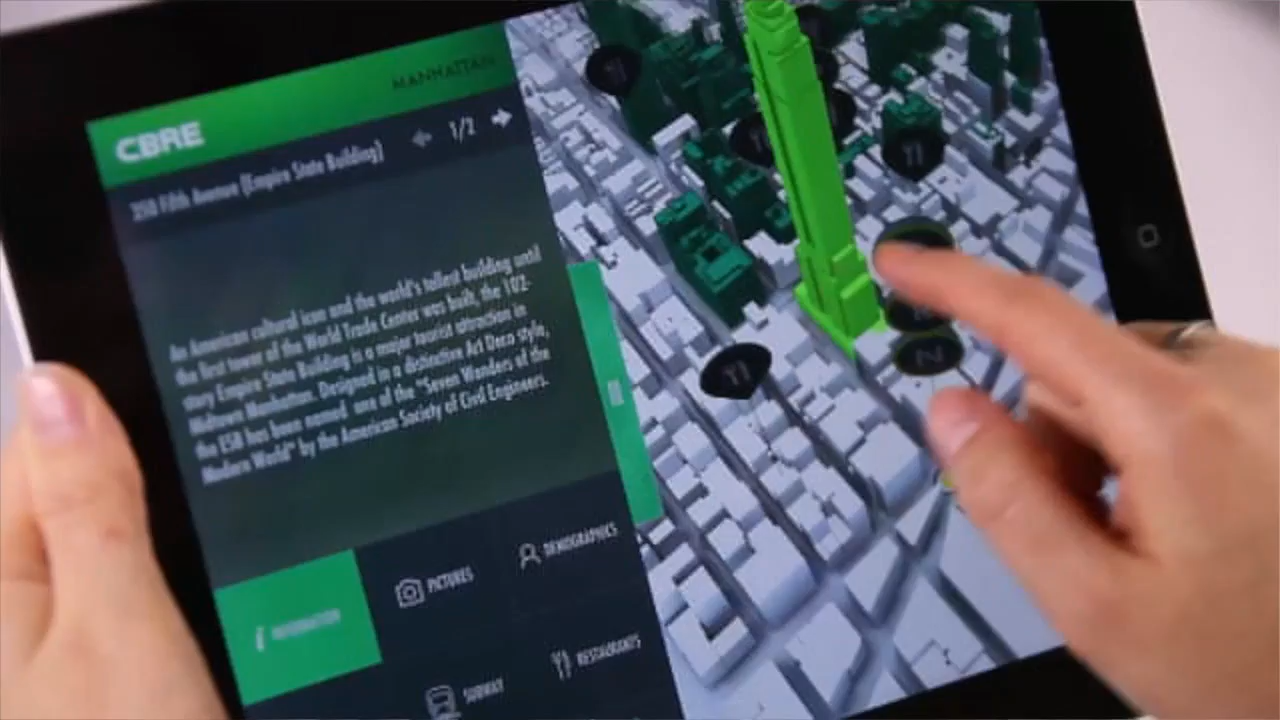 MANHATTAN
CBRE
1/2
350 Fifth Avenue (Empire State Building)
An American cultural icon and the world's tallest building until
the first tower of the World Trade Center was built, the 102-
story Empire State Building is a major tourist attraction in
Midtown Manhattan. Designed in a distinctive Art Deco style,
the ESB has been named one of the "Seven Wonders of the
Modern World" by the American Society of Civil Engineers.
INFORMATION
PICTURES
DEMOGRAPHICS
SUBWAY
RESTAURANTS